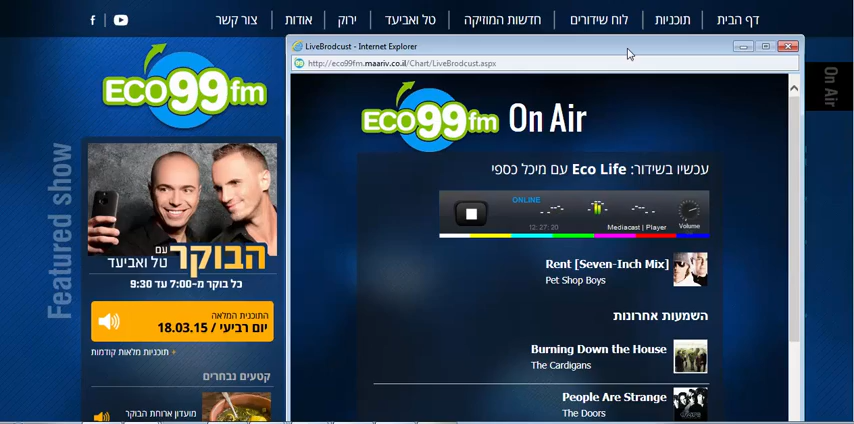 דף הבית
תוכניות
לוח שידורים
חדשות המוזיקה
טל ואביעד
ירוק
אודות
צור קשר
LiveBrodcust - Internet Explorer
http://eco99fm.maariv.co.il/Chart/LiveBrodcust.aspx
ECO99fm
Featured show
הבוקר עם
טל ואביעד
כל בוקר מ-7:00 עד 9:30
התוכנית המלאה
יום רביעי / 18.03.15
+ תוכניות מלאות קודמות
קטעים נבחרים
מועדון ארוחת הבוקר
ECO99fm On Air
עכשיו בשידור: Eco Life עם מיכל כספי
ONLINE
12:27:20
Mediacast | Player
Volume
Rent [Seven-Inch Mix]
Pet Shop Boys
השמעות אחרונות
Burning Down the House
The Cardigans
People Are Strange
The Doors
On Air